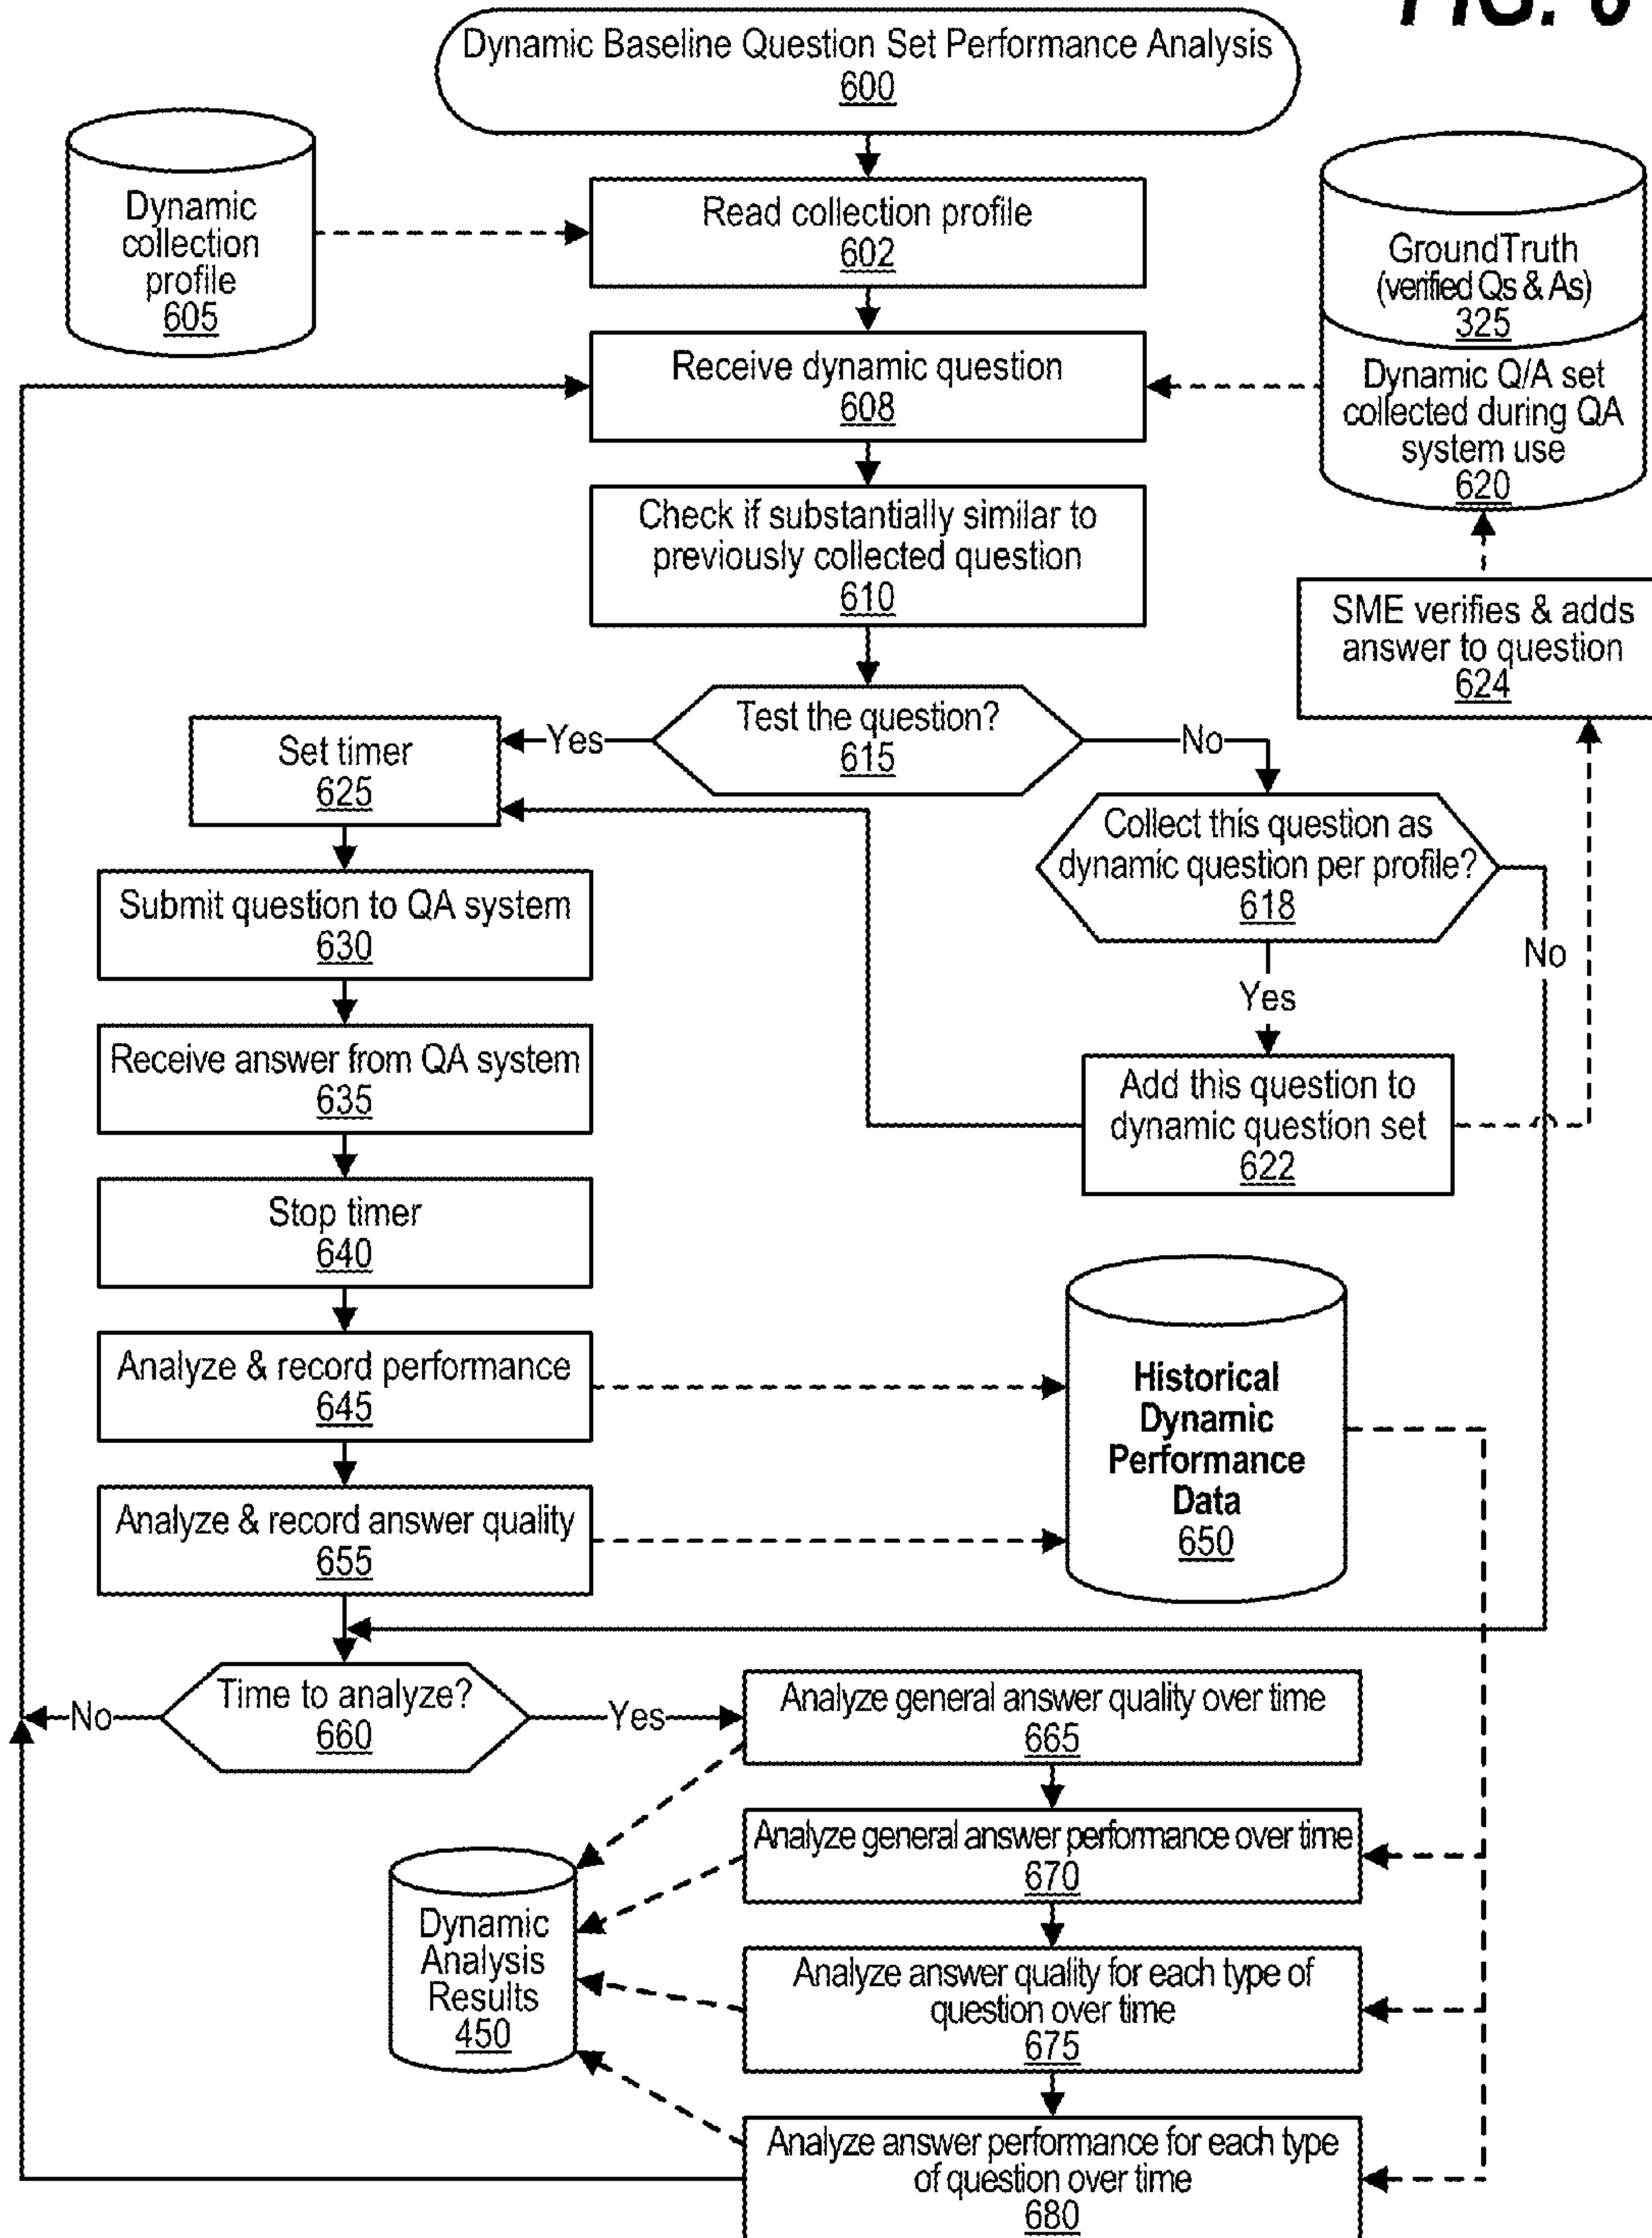 FIG. 6
Dynamic Baseline Question Set Performance Analysis
600
Dynamic
collection
profile
605
Read collection profile
602
GroundTruth
(verified Qs & As)
325
Receive dynamic question
608
Dynamic Q/A set
collected during QA
system use
620
Check if substantially similar to
previously collected question
610
SME verifies & adds
answer to question
624
Test the question?
615
Yes
No
Set timer
625
Collect this question as
dynamic question per profile?
618
No
Yes
Submit question to QA system
630
Receive answer from QA system
635
Add this question to
dynamic question set
622
Stop timer
640
Analyze & record performance
645
Historical
Dynamic
Performance
Data
650
Analyze & record answer quality
655
Time to analyze?
660
No
Yes
Analyze general answer quality over time
665
Analyze general answer performance over time
670
Dynamic
Analysis
Results
450
Analyze answer quality for each type of
question over time
675
Analyze answer performance for each type
of question over time
680